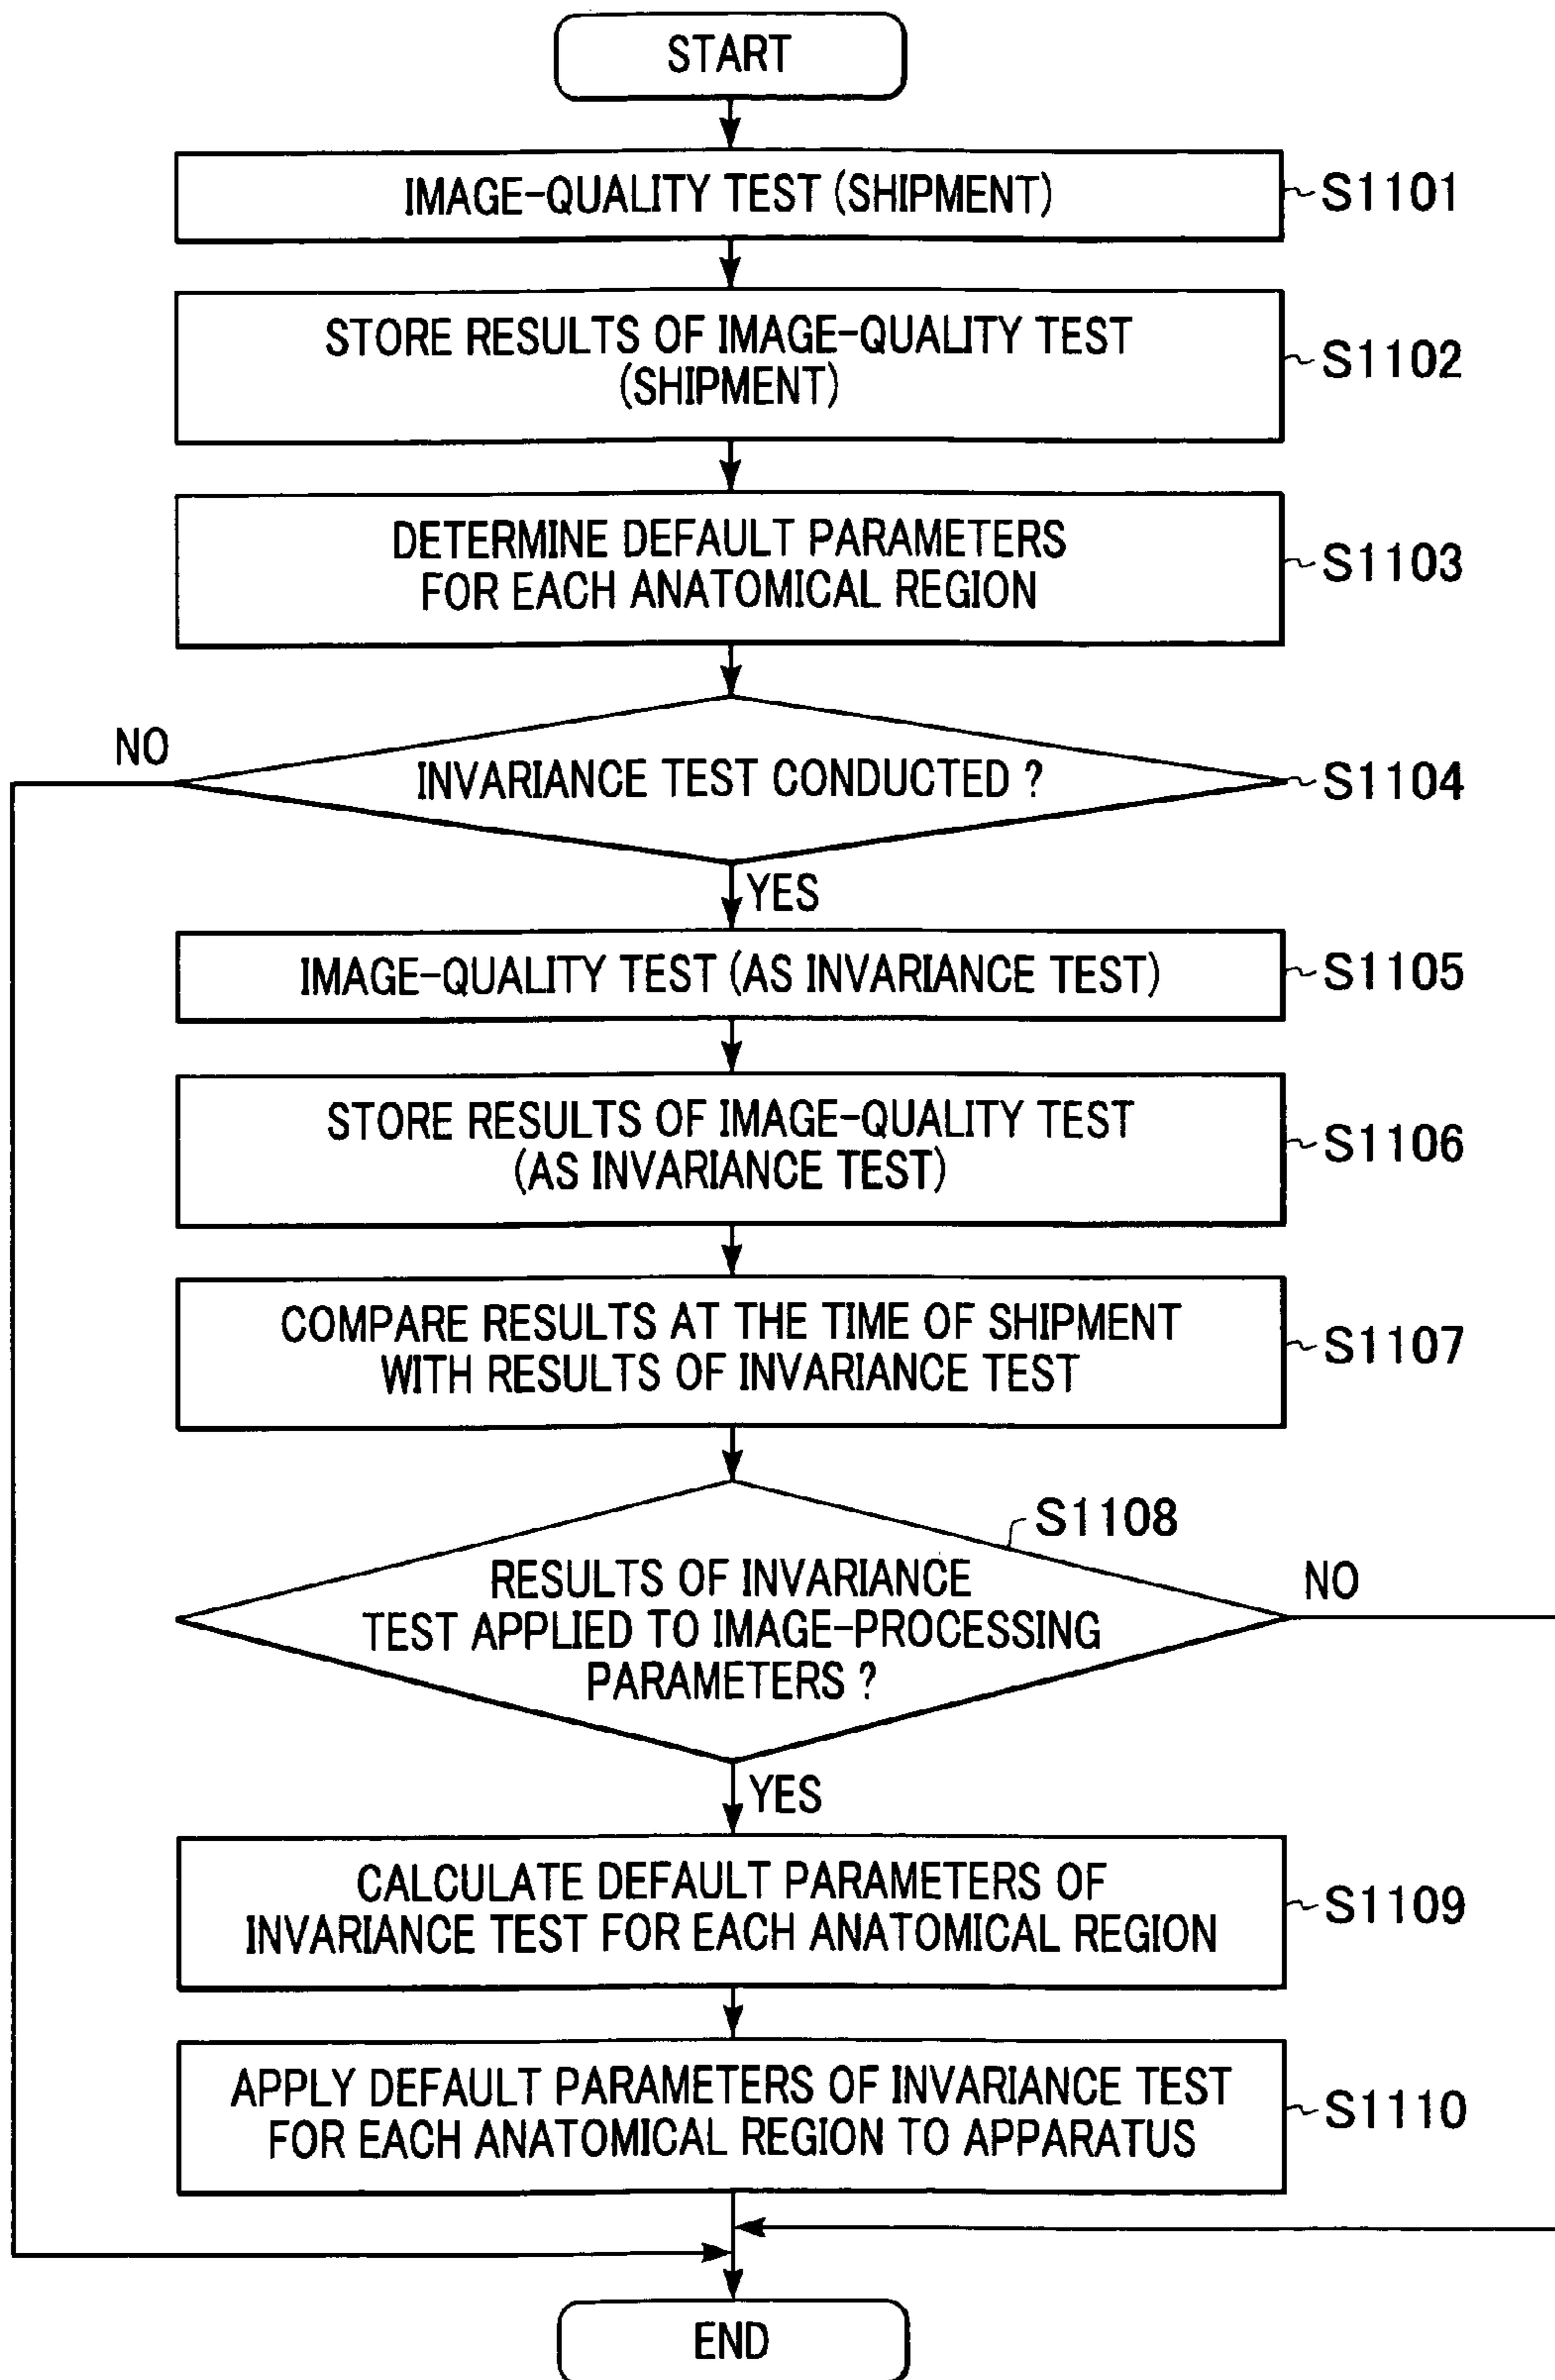 START
IMAGE-QUALITY TEST (SHIPMENT)
S1101
STORE RESULTS OF IMAGE-QUALITY TEST
(SHIPMENT)
S1102
DETERMINE DEFAULT PARAMETERS
FOR EACH ANATOMICAL REGION
S1103
NO
INVARIANCE TEST CONDUCTED ?
S1104
YES
IMAGE-QUALITY TEST (AS INVARIANCE TEST)
S1105
STORE RESULTS OF IMAGE-QUALITY TEST
(AS INVARIANCE TEST)
S1106
COMPARE RESULTS AT THE TIME OF SHIPMENT
WITH RESULTS OF INVARIANCE TEST
S1107
S1108
RESULTS OF INVARIANCE
TEST APPLIED TO IMAGE-PROCESSING
PARAMETERS ?
NO
YES
CALCULATE DEFAULT PARAMETERS OF
INVARIANCE TEST FOR EACH ANATOMICAL REGION
S1109
APPLY DEFAULT PARAMETERS OF INVARIANCE TEST
FOR EACH ANATOMICAL REGION TO APPARATUS
S1110
END